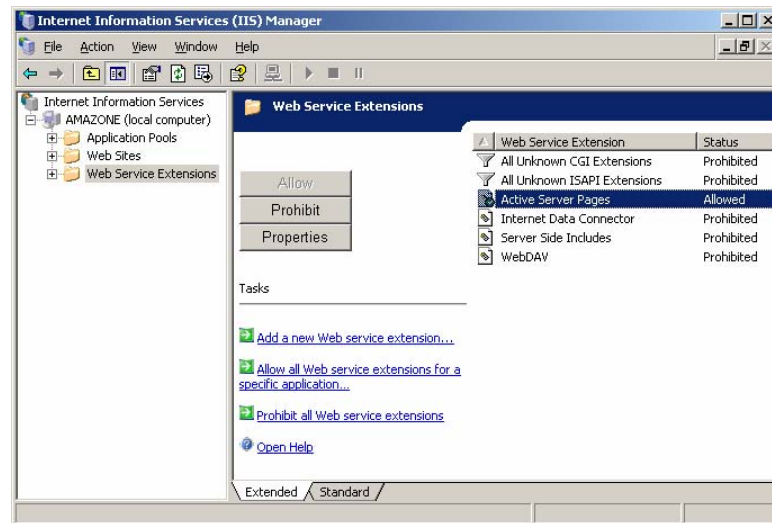 Internet Information Services (IIS) Manager
File Action View Window Help
Internet Information Services
AMAZONE (local computer)
Application Pools
Web Sites
Web Service Extensions
Web Service Extensions
Allow
Prohibit
Properties
Tasks
Add a new Web service extension...
Allow all Web service extensions for a
specific application...
Prohibit all Web service extensions
Open Help
Web Service Extension Status
All Unknown CGI Extensions Prohibited
All Unknown ISAPI Extensions Prohibited
Active Server Pages Allowed
Internet Data Connector Prohibited
Server Side Includes Prohibited
WebDAV Prohibited
Extended Standard